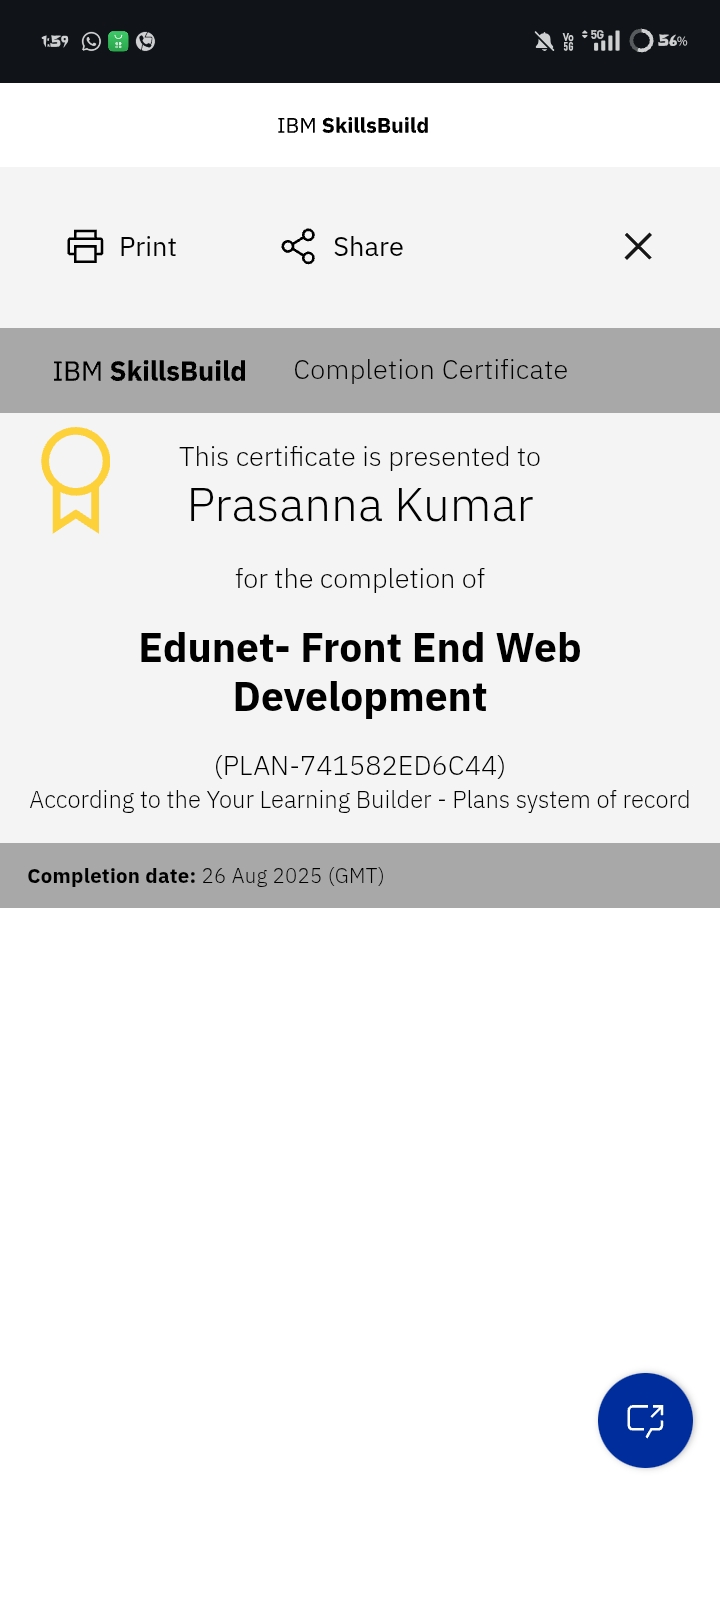 1:59
Vo 5G
5G
56%
IBM SkillsBuild
Print
Share
IBM SkillsBuild
Completion Certificate
This certificate is presented to
Prasanna Kumar
for the completion of
Edunet- Front End Web
Development
(PLAN-741582ED6C44)
According to the Your Learning Builder - Plans system of record
Completion date: 26 Aug 2025 (GMT)